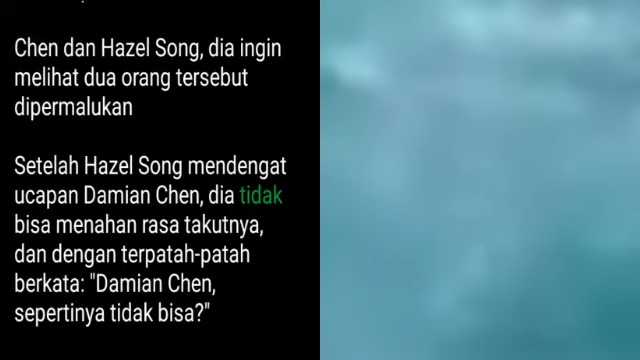 Chen dan Hazel Song, dia ingin
melihat dua orang tersebut
dipermalukan
Setelah Hazel Song mendengat
ucapan Damian Chen, dia tidak
bisa menahan rasa takutnya,
dan dengan terpatah-patah
berkata: "Damian Chen,
sepertinya tidak bisa?"